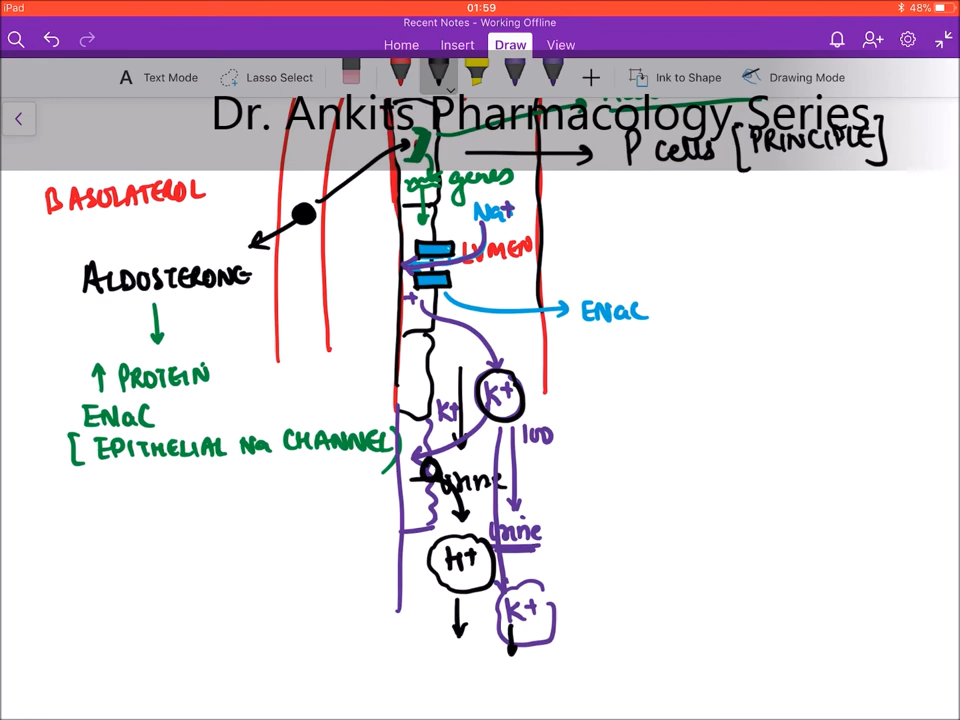 iPad
01:59
48%
Recent Notes - Working Offline
Home Insert Draw View
Text Mode
Lasso Select
Ink to Shape
Drawing Mode
Dr. Ankits Pharmacology Series
P cells [PRINCIPLE]
BASOLATEROL
genes
Na+
LUMEN
ALDOSTERONE
+
ENaC
↑ PROTEIN
ENaC
[EPITHELIAL Na CHANNEL]
K+
K+
100
urine
urine
H+
K+